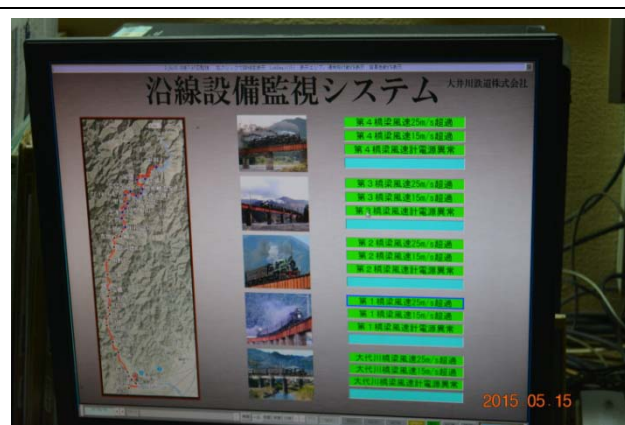 沿線設備監視システム
大井川鉄道株式会社
第4橋梁風速25m/s超過
第4橋梁風速15m/s超過
第4橋梁風速計電源異常
第3橋梁風速25m/s超過
第3橋梁風速15m/s超過
第3橋梁風速計電源異常
第2橋梁風速25m/s超過
第2橋梁風速15m/s超過
第2橋梁風速計電源異常
第1橋梁風速25m/s超過
第1橋梁風速15m/s超過
第1橋梁風速計電源異常
大代川橋梁風速25m/s超過
大代川橋梁風速15m/s超過
大代川橋梁風速計電源異常
2015 05 15